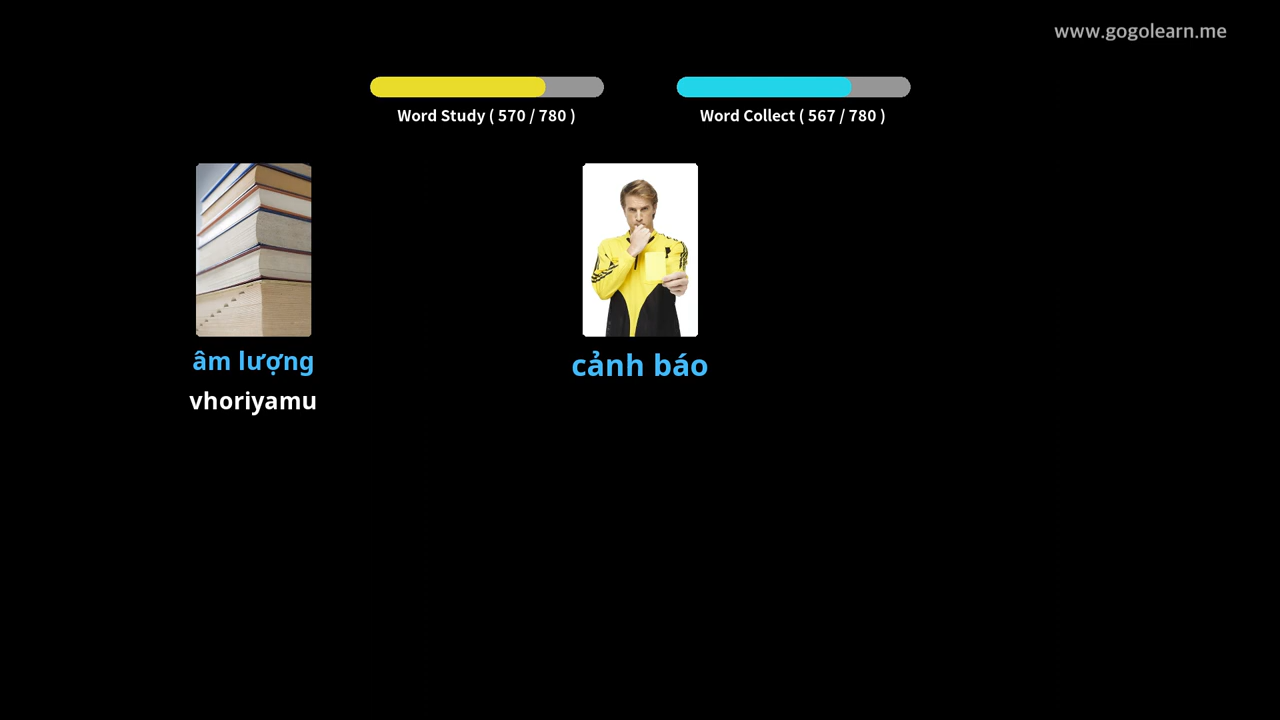 www.gogolearn.me
Word Study ( 570 / 780 )
Word Collect ( 567 / 780 )
âm lượng
vhoriyamu
cảnh báo